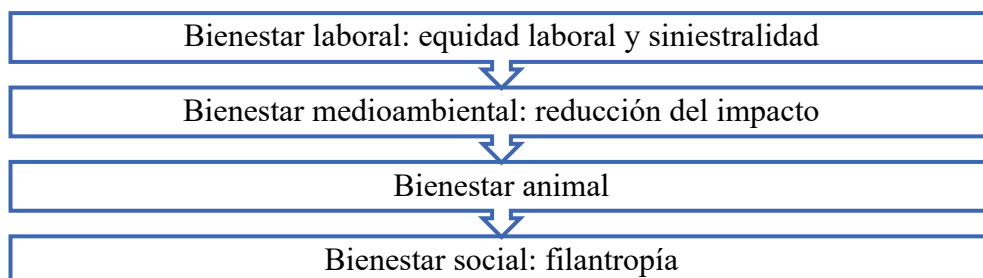 Bienestar laboral: equidad laboral y siniestralidad
Bienestar medioambiental: reducción del impacto
Bienestar animal
Bienestar social: filantropía